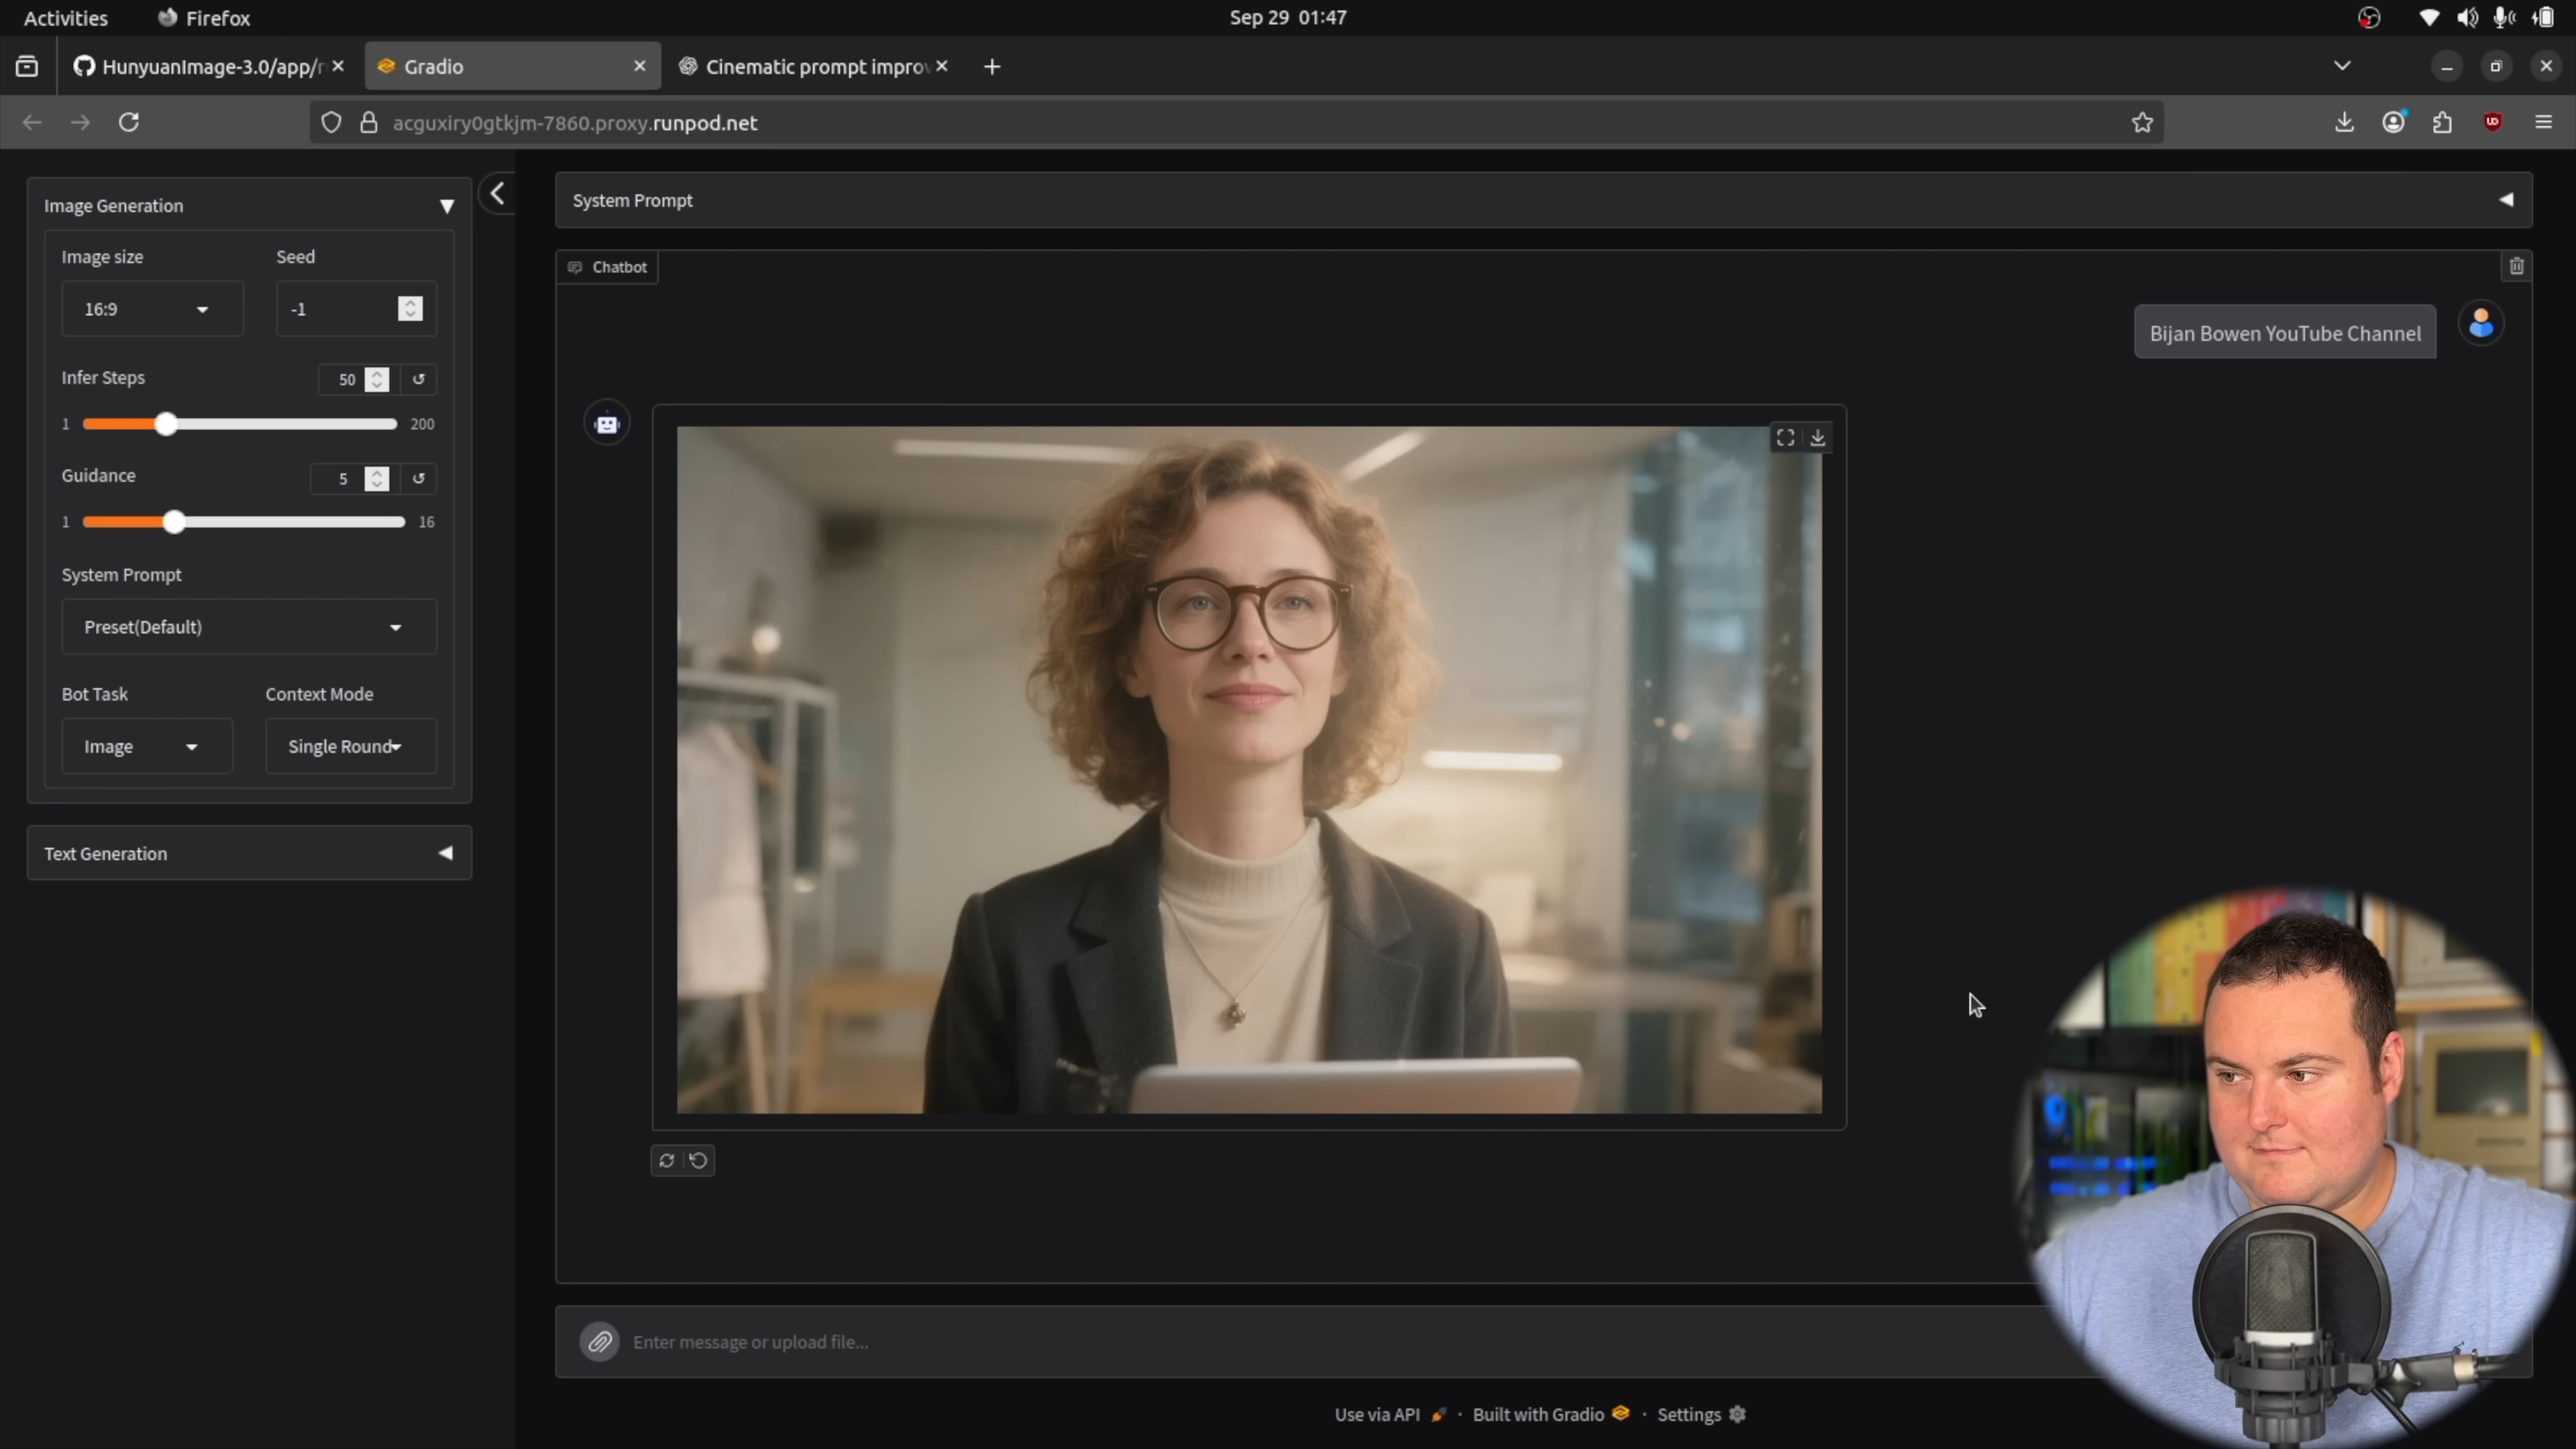 Activities
Firefox
Sep 29 01:47
HunyuanImage-3.0/app/r
Gradio
Cinematic prompt improv
acguxiry0gtkjm-7860.proxy.runpod.net
Image Generation
Image size
Seed
16:9
-1
Infer Steps
50
1
200
Guidance
5
1
16
System Prompt
Preset(Default)
Bot Task
Context Mode
Image
Single Round
Text Generation
System Prompt
Chatbot
Bijan Bowen YouTube Channel
Enter message or upload file...
Use via API · Built with Gradio · Settings